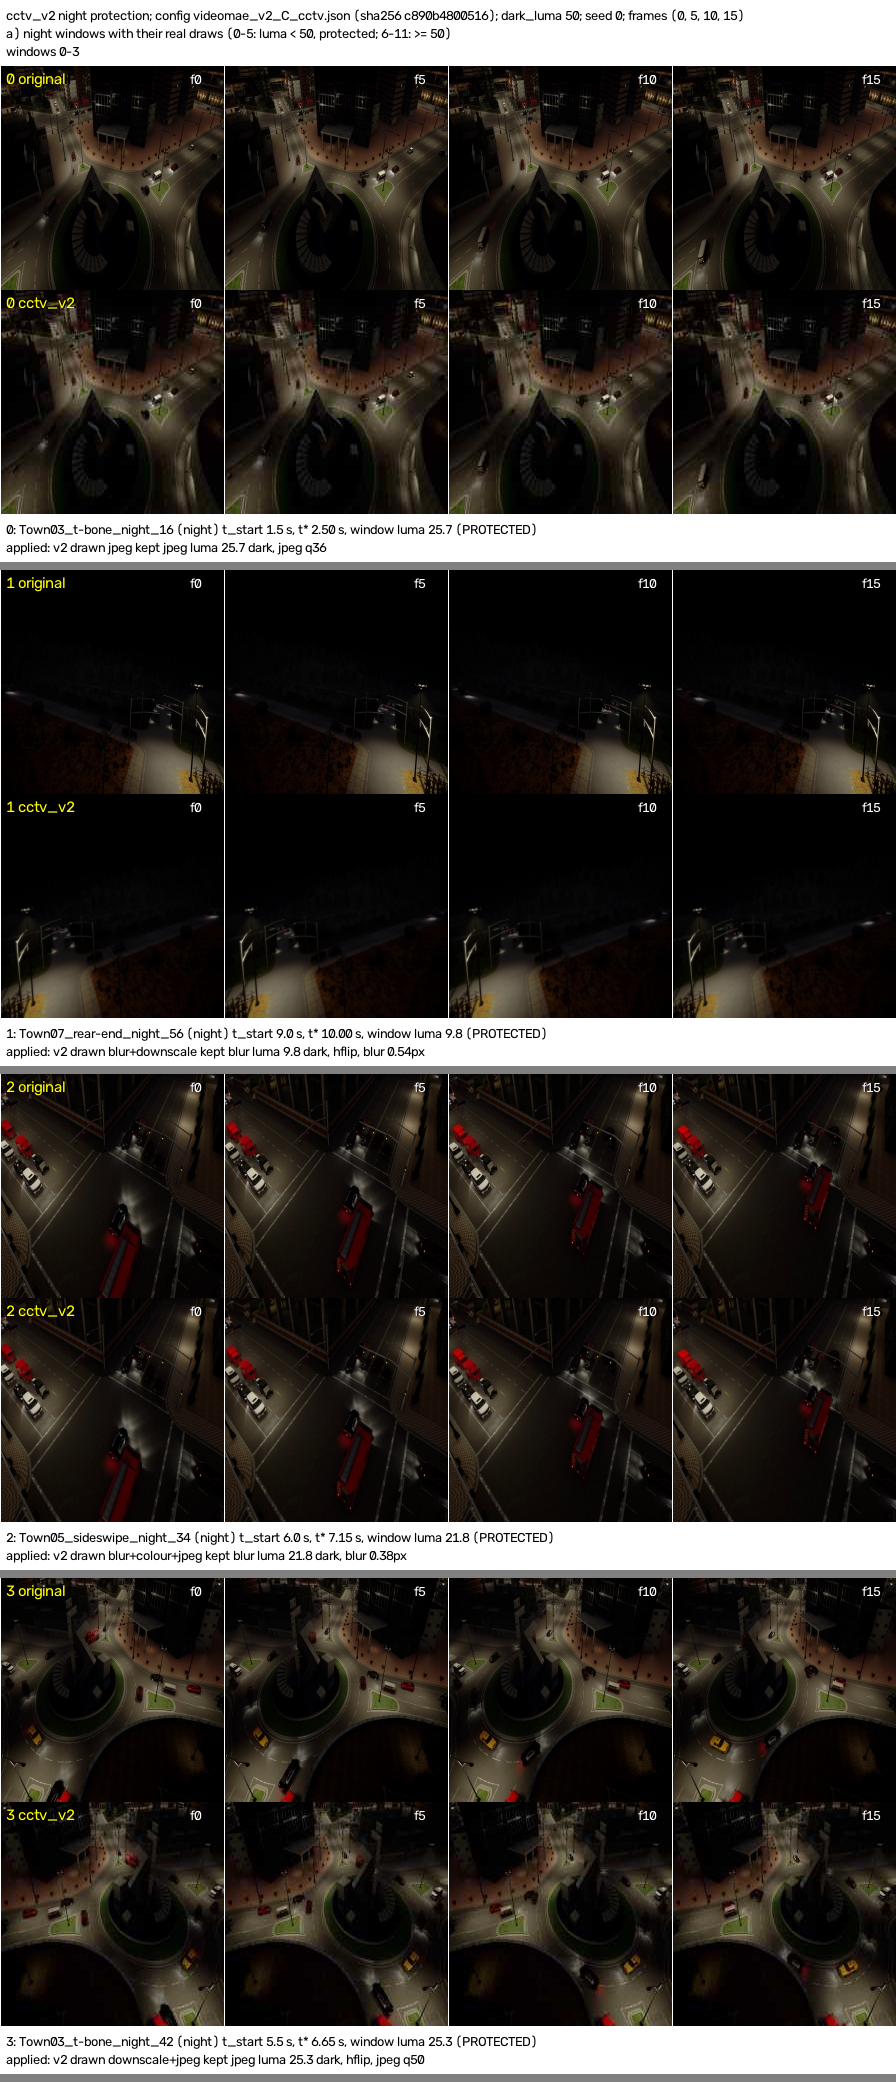 cctv_v2 night protection; config videomae_v2_C_cctv.json (sha256 c890b4800516); dark_luma 50; seed 0; frames (0, 5, 10, 15)
a) night windows with their real draws (0-5: luma < 50, protected; 6-11: >= 50)
windows 0-3
0 original f0 f5 f10 f15
0 cctv_v2 f0 f5 f10 f15
0: Town03_t-bone_night_16 (night) t_start 1.5 s, t* 2.50 s, window luma 25.7 (PROTECTED)
applied: v2 drawn jpeg kept jpeg luma 25.7 dark, jpeg q36
1 original f0 f5 f10 f15
1 cctv_v2 f0 f5 f10 f15
1: Town07_rear-end_night_56 (night) t_start 9.0 s, t* 10.00 s, window luma 9.8 (PROTECTED)
applied: v2 drawn blur+downscale kept blur luma 9.8 dark, hflip, blur 0.54px
2 original f0 f5 f10 f15
2 cctv_v2 f0 f5 f10 f15
2: Town05_sideswipe_night_34 (night) t_start 6.0 s, t* 7.15 s, window luma 21.8 (PROTECTED)
applied: v2 drawn blur+colour+jpeg kept blur luma 21.8 dark, blur 0.38px
3 original f0 f5 f10 f15
3 cctv_v2 f0 f5 f10 f15
3: Town03_t-bone_night_42 (night) t_start 5.5 s, t* 6.65 s, window luma 25.3 (PROTECTED)
applied: v2 drawn downscale+jpeg kept jpeg luma 25.3 dark, hflip, jpeg q50